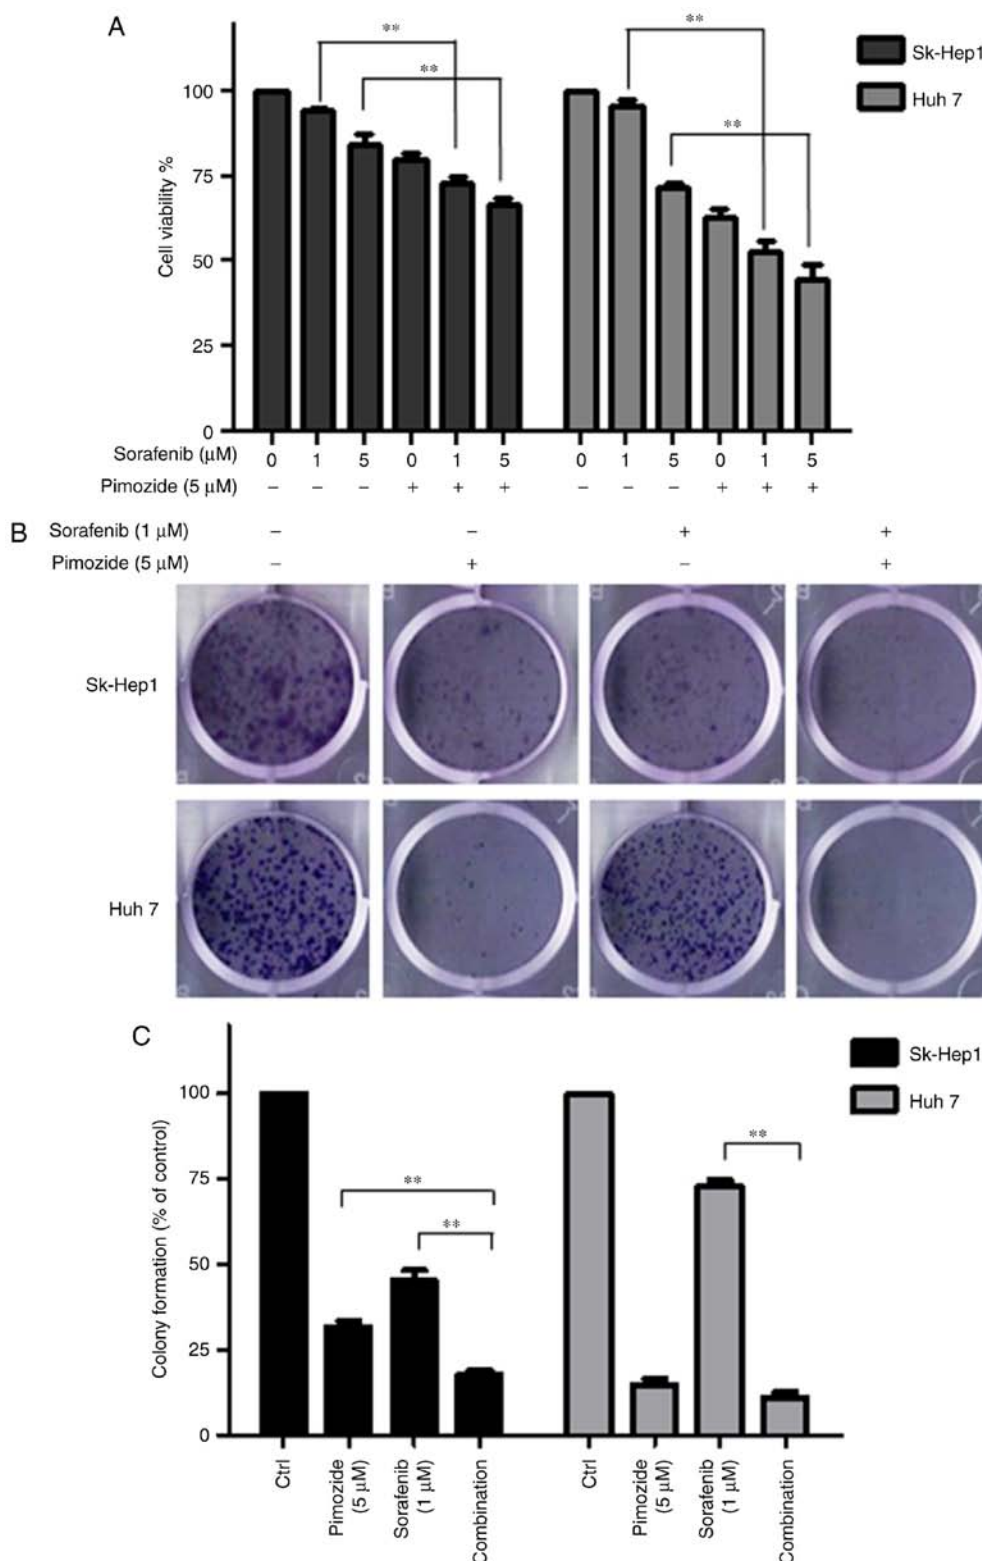 A
**
**
**
**
Sk-Hep1
Huh 7
Cell viability %
100
75
50
25
0
Sorafenib (μM) 0 1 5 0 1 5 0 1 5 0 1 5
Pimozide (5 μM) – – – + + + – – – + + +
B
Sorafenib (1 μM) – – + +
Pimozide (5 μM) – + – +
Sk-Hep1
Huh 7
C
Sk-Hep1
Huh 7
Colony formation (% of control)
100
75
50
25
0
**
**
**
Ctrl
Pimozide
(5 μM)
Sorafenib
(1 μM)
Combination
Ctrl
Pimozide
(5 μM)
Sorafenib
(1 μM)
Combination